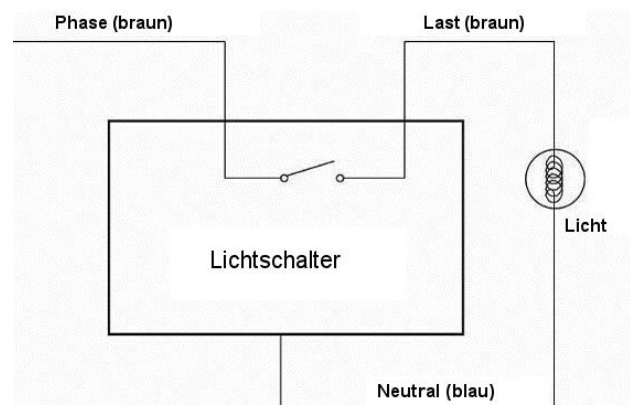 Phase (braun)
Last (braun)
Licht
Lichtschalter
Neutral (blau)